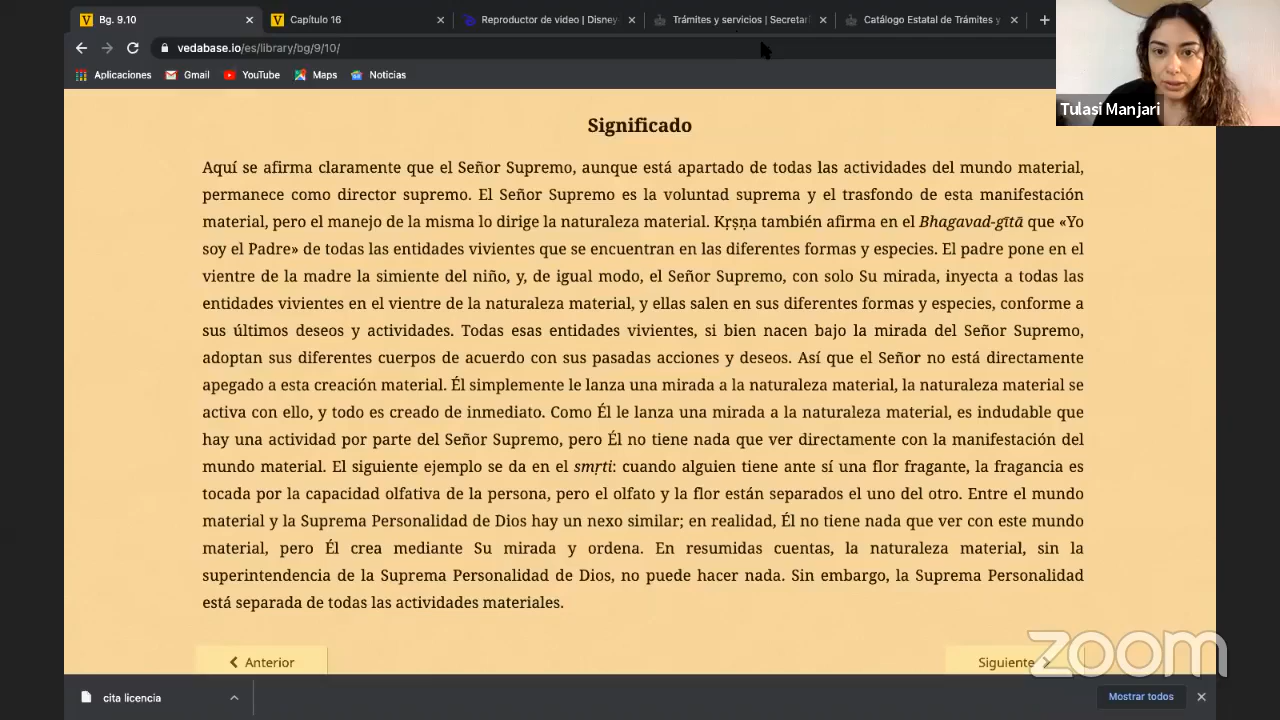 Bg. 9.10
Capítulo 16
Reproductor de video | Disney
Trámites y servicios | Secretar
Catálogo Estatal de Trámites y
vedabase.io/es/library/bg/9/10/
Aplicaciones
Gmail
YouTube
Maps
Noticias
Tulasi Manjari
Significado
Aquí se afirma claramente que el Señor Supremo, aunque está apartado de todas las actividades del mundo material,
permanece como director supremo. El Señor Supremo es la voluntad suprema y el trasfondo de esta manifestación
material, pero el manejo de la misma lo dirige la naturaleza material. Kṛṣṇa también afirma en el Bhagavad-gītā que «Yo
soy el Padre» de todas las entidades vivientes que se encuentran en las diferentes formas y especies. El padre pone en el
vientre de la madre la simiente del niño, y, de igual modo, el Señor Supremo, con solo Su mirada, inyecta a todas las
entidades vivientes en el vientre de la naturaleza material, y ellas salen en sus diferentes formas y especies, conforme a
sus últimos deseos y actividades. Todas esas entidades vivientes, si bien nacen bajo la mirada del Señor Supremo,
adoptan sus diferentes cuerpos de acuerdo con sus pasadas acciones y deseos. Así que el Señor no está directamente
apegado a esta creación material. Él simplemente le lanza una mirada a la naturaleza material, la naturaleza material se
activa con ello, y todo es creado de inmediato. Como Él le lanza una mirada a la naturaleza material, es indudable que
hay una actividad por parte del Señor Supremo, pero Él no tiene nada que ver directamente con la manifestación del
mundo material. El siguiente ejemplo se da en el smṛti: cuando alguien tiene ante sí una flor fragante, la fragancia es
tocada por la capacidad olfativa de la persona, pero el olfato y la flor están separados el uno del otro. Entre el mundo
material y la Suprema Personalidad de Dios hay un nexo similar; en realidad, Él no tiene nada que ver con este mundo
material, pero Él crea mediante Su mirada y ordena. En resumidas cuentas, la naturaleza material, sin la
superintendencia de la Suprema Personalidad de Dios, no puede hacer nada. Sin embargo, la Suprema Personalidad
está separada de todas las actividades materiales.
Anterior
Siguiente
zoom
cita licencia
Mostrar todos